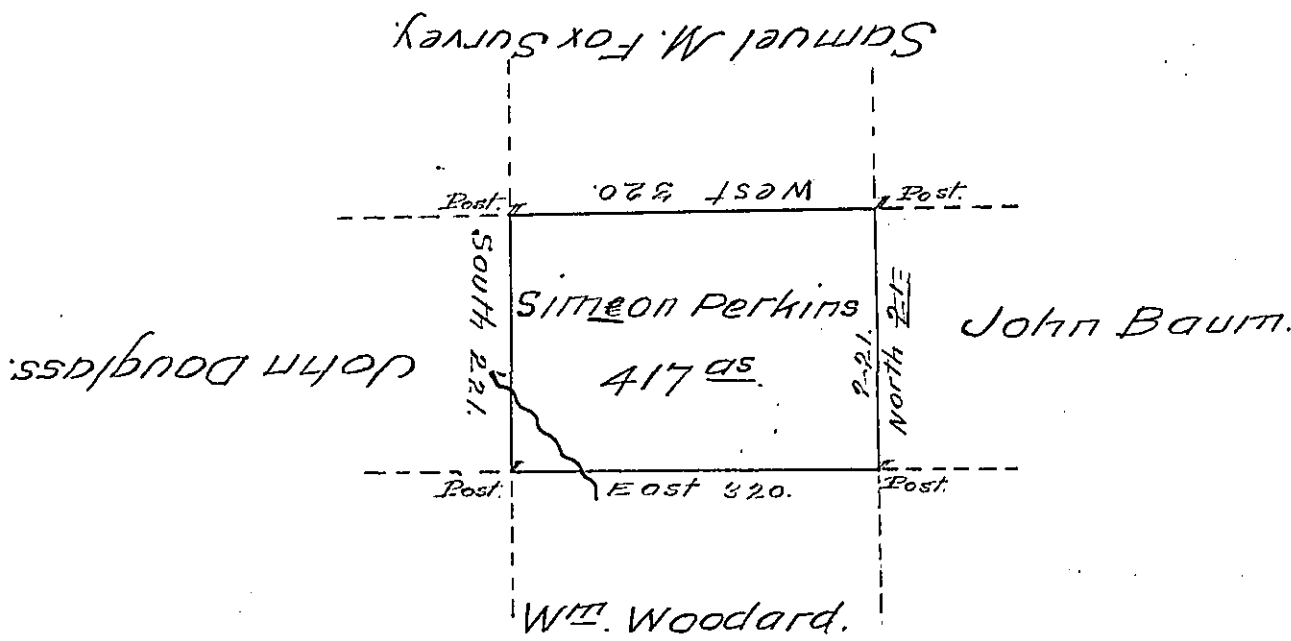 Samuel M. Fox Survey.
Post.
West 320.
Post.
South 221.
Simeon Perkins
417 as.
221.
North 21
John Baum.
John Douglass.
Post.
East 320.
Post.
Wm. Woodard.